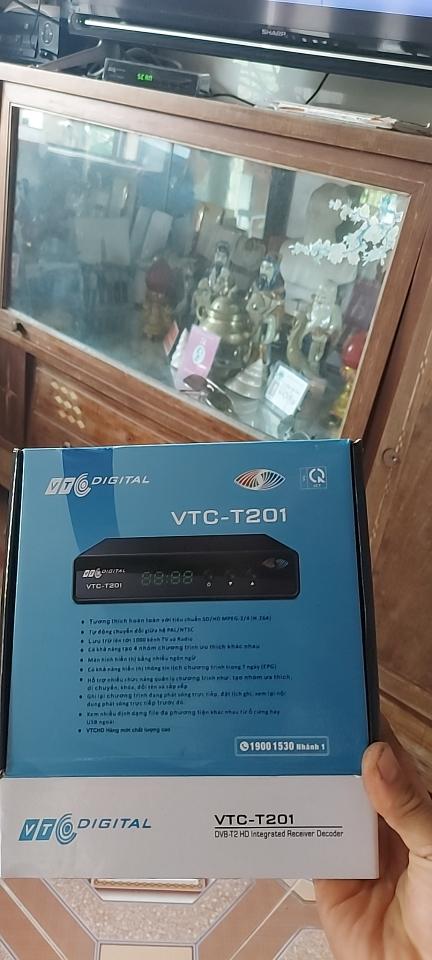 SHARP
SCAN
VTC DIGITAL
VTC-T201
VTC DIGITAL
VTC-T201
88:88
Tương thích hoàn toàn với tiêu chuẩn SD/HD MPEG-2/4 (H.264)
Tự động chuyển đổi giữa hệ PAL/NTSC
Lưu trữ lên tới 1000 kênh TV và Radio
Có khả năng tạo 4 nhóm chương trình ưu thích khác nhau
Màn hình hiển thị bằng nhiều ngôn ngữ
Có khả năng hiển thị thông tin lịch chương trình trong 7 ngày (EPG)
Hỗ trợ nhiều chức năng quản lý chương trình như: tạo nhóm ưa thích,
di chuyển, khóa, đổi tên và sắp xếp
Ghi lại chương trình đang phát sóng trực tiếp, đặt lịch ghi, xem lại nội
dung phát sóng trực tiếp trước đó.
Xem nhiều định dạng file đa phương tiện khác nhau từ ổ cứng hay
USB ngoài
VTCHD Hàng mới chất lượng cao
19001530 Nhánh 1
VTC DIGITAL
VTC-T201
DVB-T2 HD Integrated Receiver Decoder